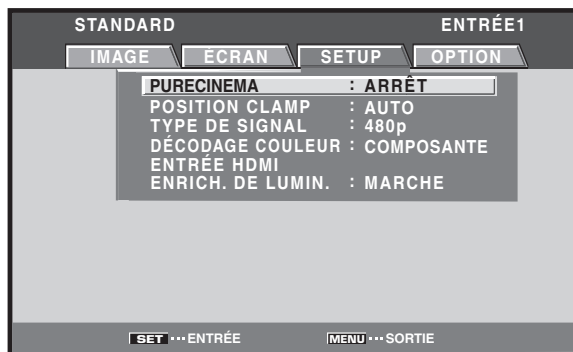 STANDARD ENTRÉE1
IMAGE ÉCRAN SETUP OPTION
PURECINEMA : ARRÊT
POSITION CLAMP : AUTO
TYPE DE SIGNAL : 480p
DÉCODAGE COULEUR : COMPOSANTE
ENTRÉE HDMI
ENRICH. DE LUMIN. : MARCHE
SET ··· ENTRÉE MENU ··· SORTIE